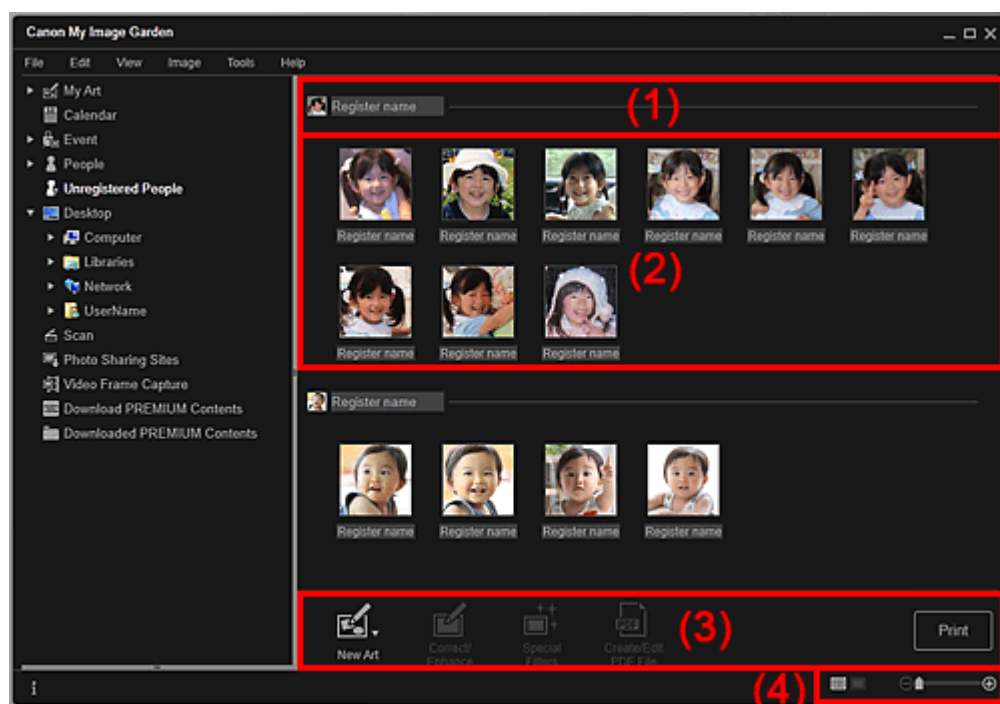 Canon My Image Garden
File Edit View Image Tools Help
My Art
Calendar
Event
People
Unregistered People
Desktop
Computer
Libraries
Network
UserName
Scan
Photo Sharing Sites
Video Frame Capture
Download PREMIUM Contents
Downloaded PREMIUM Contents
Register name
(1)
Register name Register name Register name Register name Register name Register name
(2)
Register name Register name Register name
Register name
Register name Register name Register name Register name
New Art
Correct/
Enhance
Special
Filters
PDF
Create/Edit
PDF File
(3)
Print
(4)